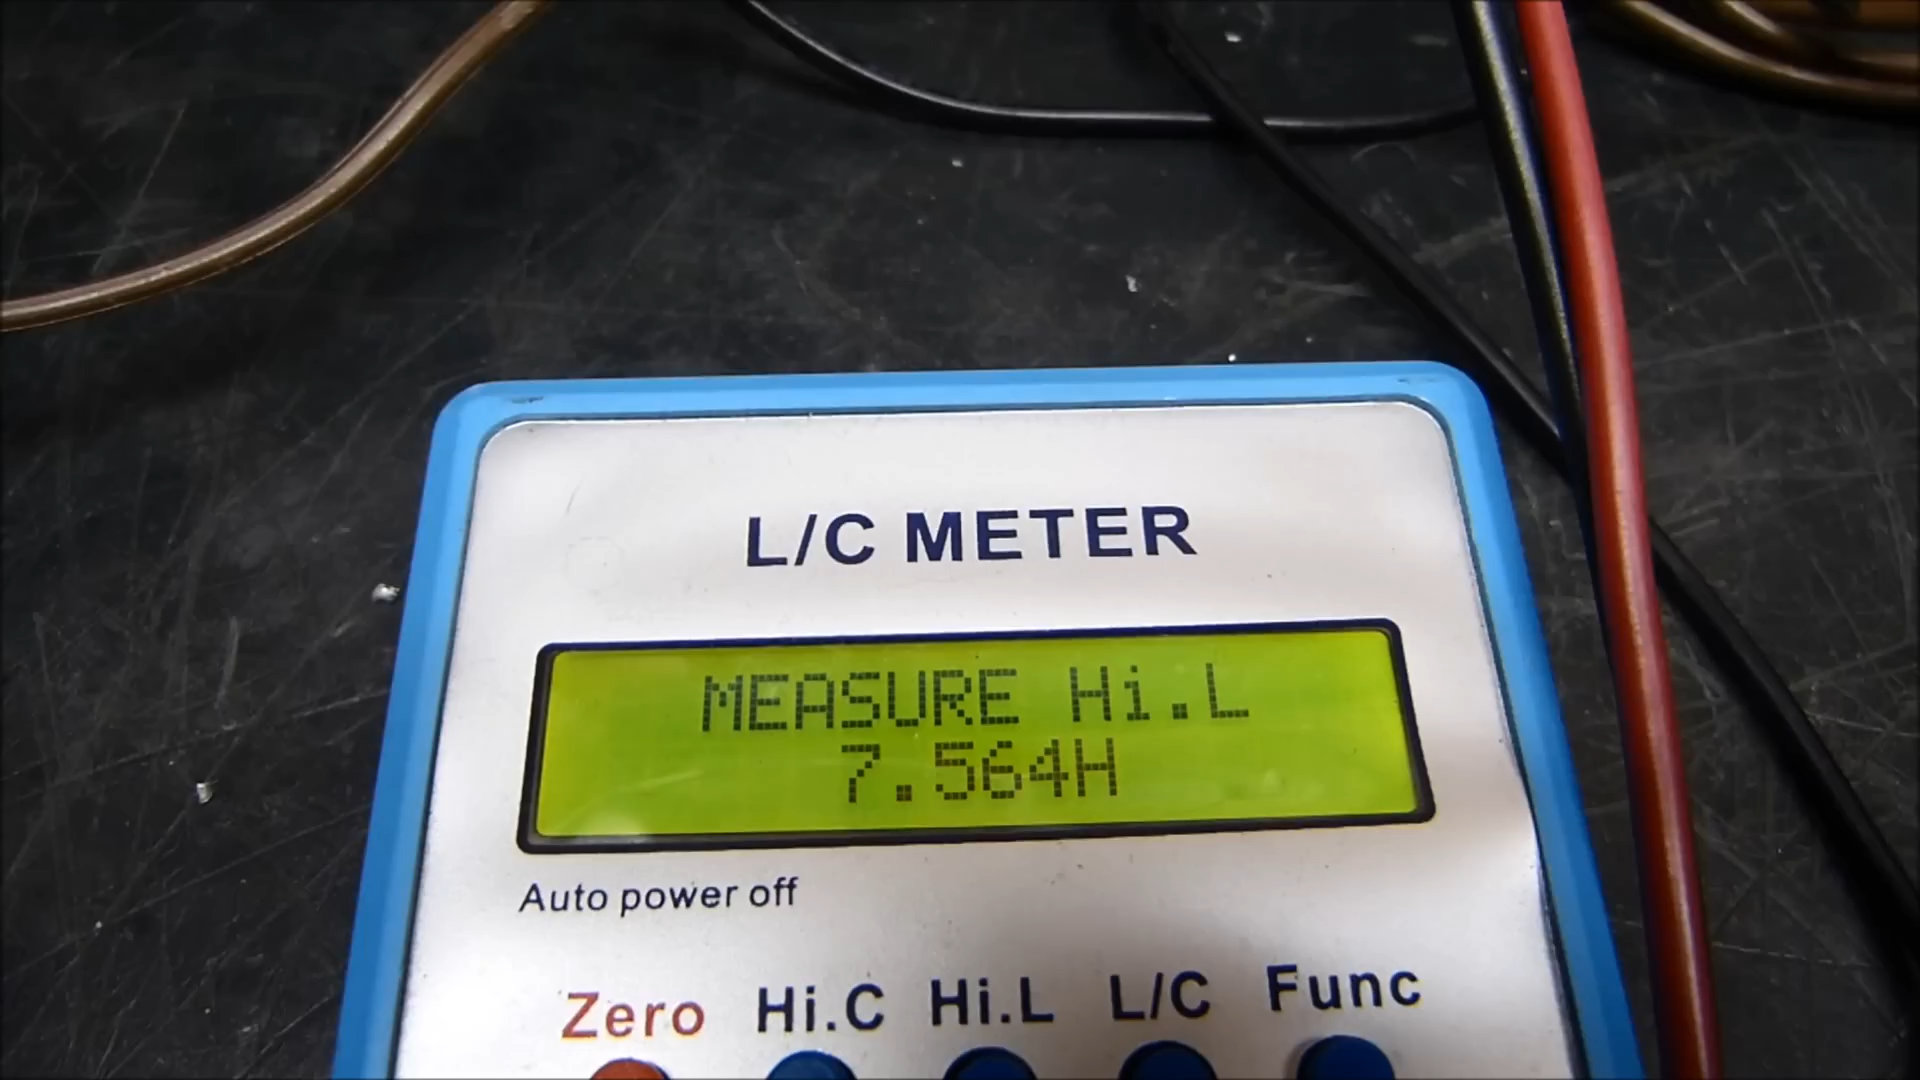 L/C METER
MEASURE Hi.L
7.564H
Auto power off
Zero Hi.C Hi.L L/C Func